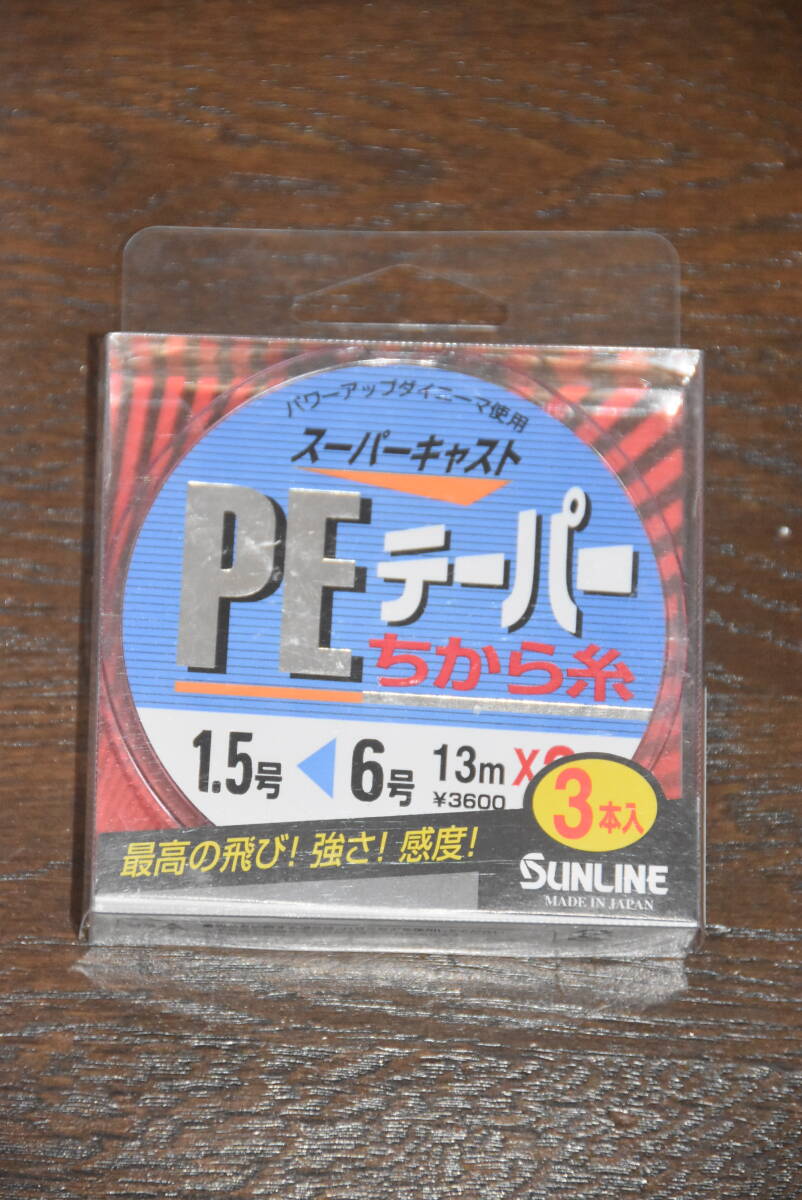 パワーアップダイニーマ使用
スーパーキャスト
PEテーパー
ちから糸
1.5号 6号 13m
¥3600
3本入
最高の飛び! 強さ! 感度!
SUNLINE
MADE IN JAPAN